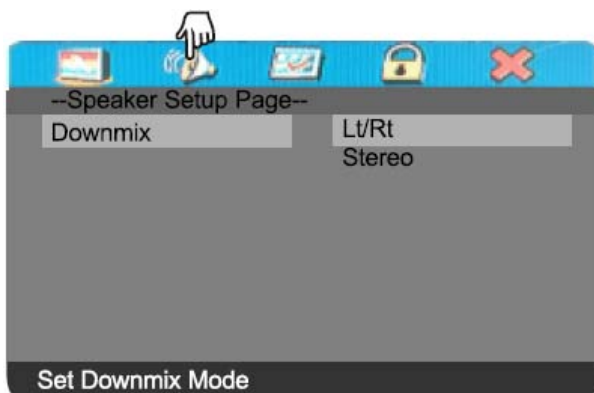 --Speaker Setup Page--
Downmix
Lt/Rt
Stereo
Set Downmix Mode